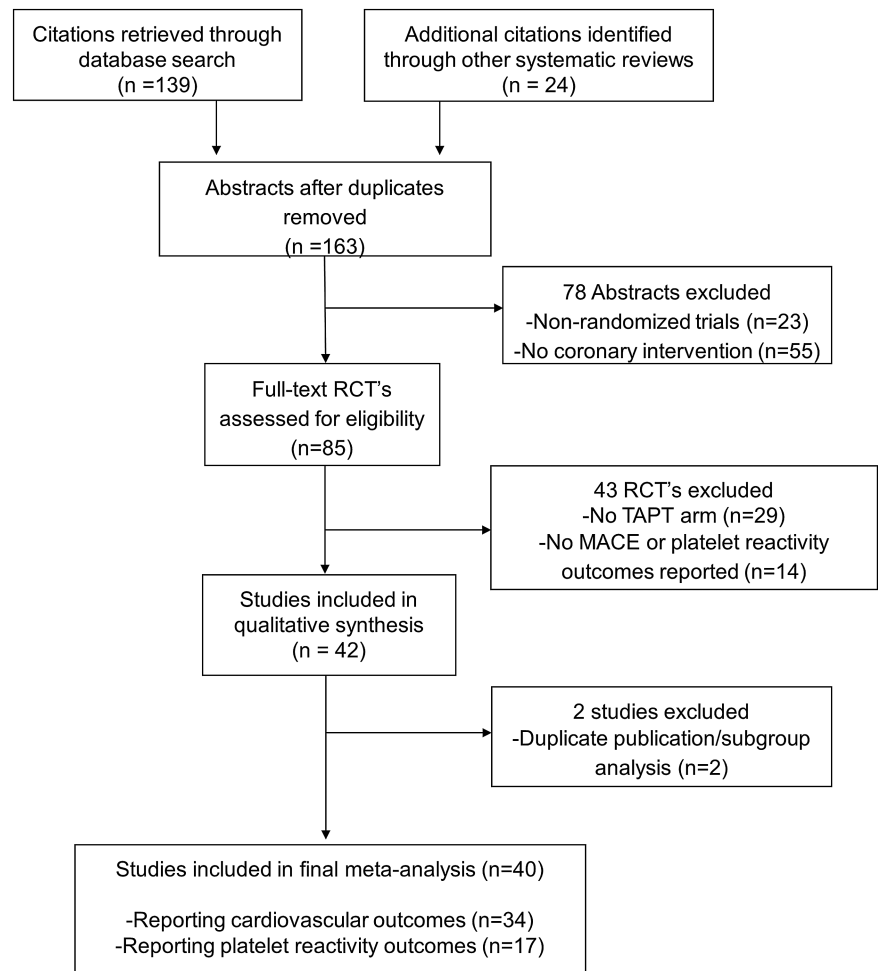 Citations retrieved through
database search
(n =139)
Additional citations identified
through other systematic reviews
(n = 24)
Abstracts after duplicates
removed
(n =163)
78 Abstracts excluded
-Non-randomized trials (n=23)
-No coronary intervention (n=55)
Full-text RCT's
assessed for eligibility
(n=85)
43 RCT's excluded
-No TAPT arm (n=29)
-No MACE or platelet reactivity
outcomes reported (n=14)
Studies included in
qualitative synthesis
(n = 42)
2 studies excluded
-Duplicate publication/subgroup
analysis (n=2)
Studies included in final meta-analysis (n=40)
-Reporting cardiovascular outcomes (n=34)
-Reporting platelet reactivity outcomes (n=17)